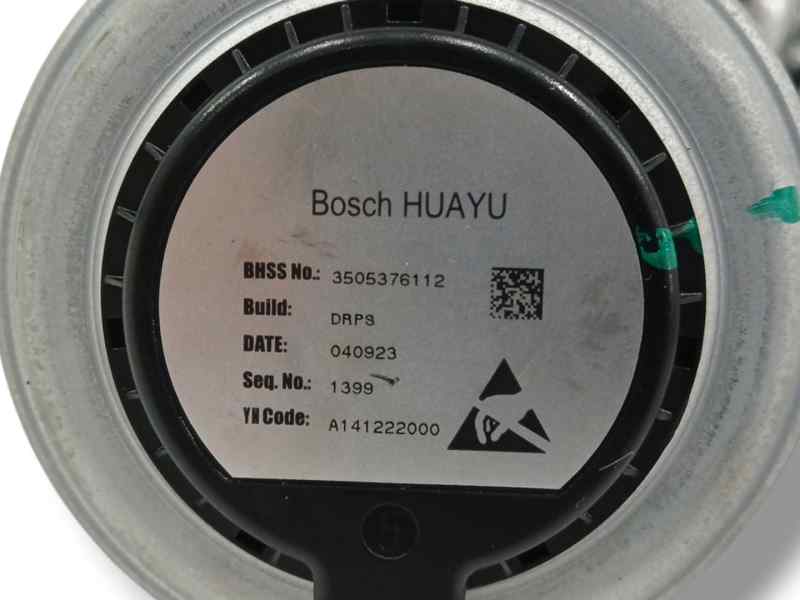 Bosch HUAYU
BHSS No.: 3505376112
Build: DRPS
DATE: 040923
Seq. No.: 1399
YH Code: A141222000